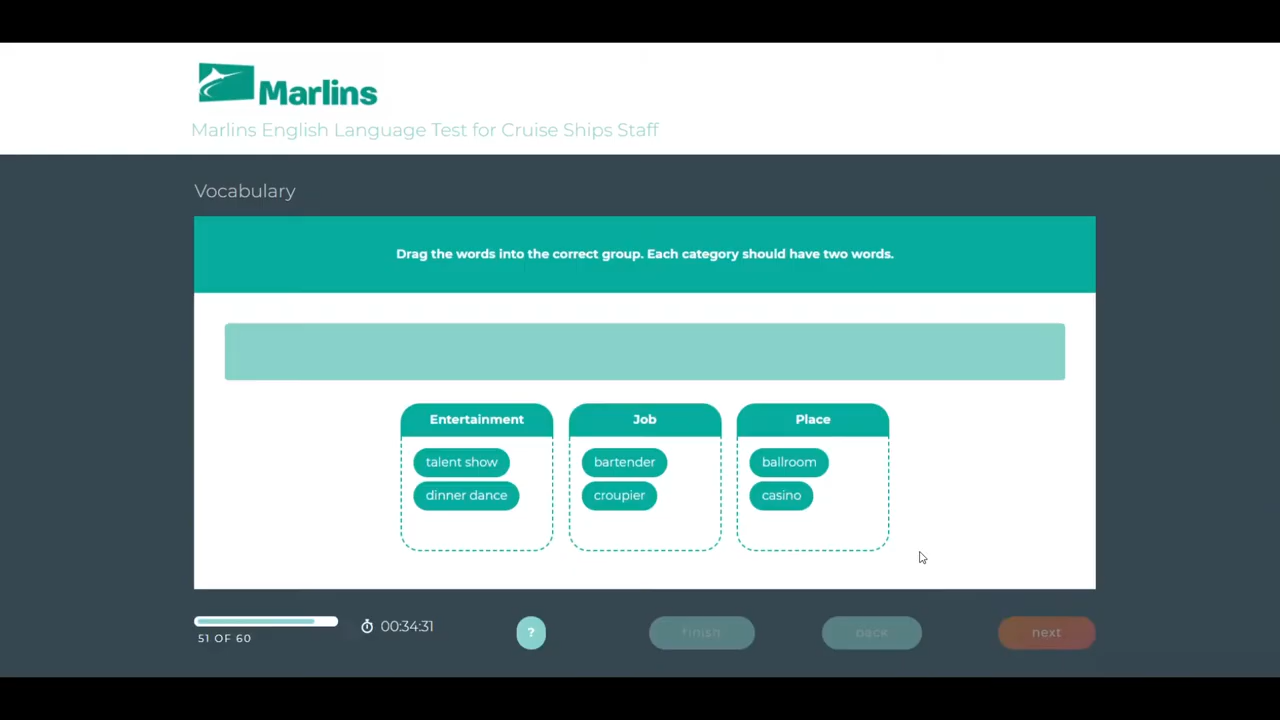 Marlins
Marlins English Language Test for Cruise Ships Staff
Vocabulary
Drag the words into the correct group. Each category should have two words.
Entertainment
talent show
dinner dance
Job
bartender
croupier
Place
ballroom
casino
51 OF 60
00:34:31
?
finish
back
next